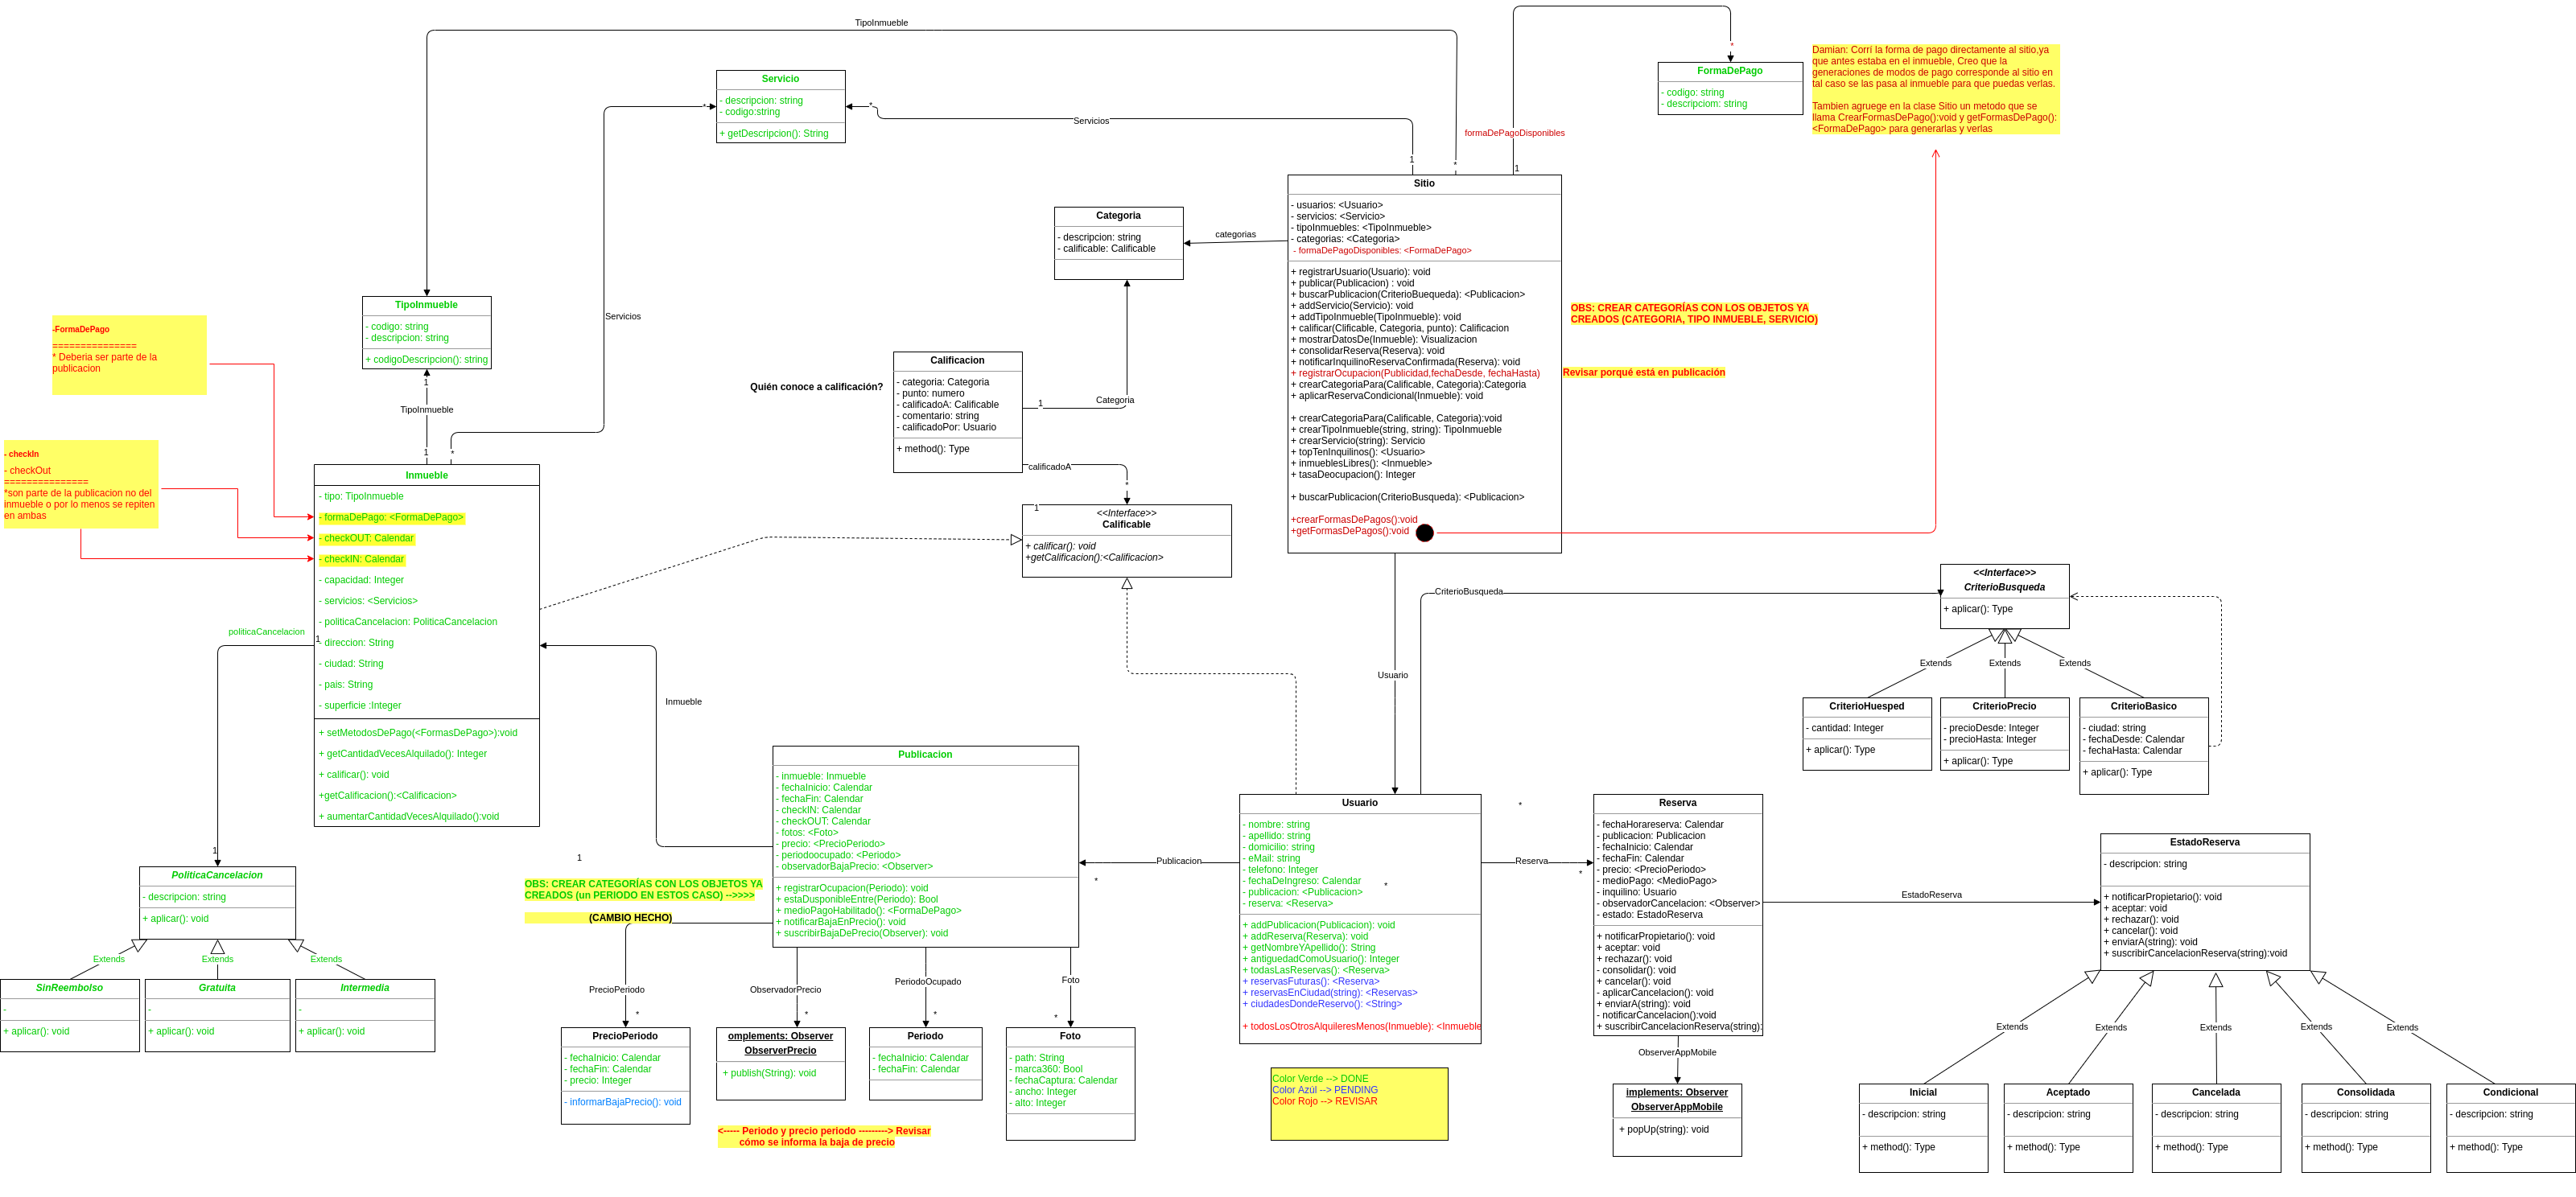 TipoInmueble
*
FormaDePago
- codigo: string
- descripciom: string
Damian: Corrí la forma de pago directamente al sitio,ya
que antes estaba en el inmueble, Creo que la
generaciones de modos de pago corresponde al sitio en
tal caso se las pasa al inmueble para que puedas verlas.
Tambien agruege en la clase Sitio un metodo que se
llama CrearFormasDePago():void y getFormasDePago():
<FormaDePago> para generarlas y verlas
Servicio
- descripcion: string
- codigo:string
+ getDescripcion(): String
*
*
Servicios
formaDePagoDisponibles
1
*
1
Sitio
- usuarios: <Usuario>
- servicios: <Servicio>
- tipoInmuebles: <TipoInmueble>
- categorias: <Categoria>
- formaDePagoDisponibles: <FormaDePago>
+ registrarUsuario(Usuario): void
+ publicar(Publicacion) : void
+ buscarPublicacion(CriterioBuequeda): <Publicacion>
+ addServicio(Servicio): void
+ addTipoInmueble(TipoInmueble): void
+ calificar(Clificable, Categoria, punto): Calificacion
+ mostrarDatosDe(Inmueble): Visualizacion
+ consolidarReserva(Reserva): void
+ notificarInquilinoReservaConfirmada(Reserva): void
+ registrarOcupacion(Publicidad,fechaDesde, fechaHasta)
+ crearCategoriaPara(Calificable, Categoria):Categoria
+ aplicarReservaCondicional(Inmueble): void
+ crearCategoriaPara(Calificable, Categoria):void
+ crearTipoInmueble(string, string): TipoInmueble
+ crearServicio(string): Servicio
+ topTenInquilinos(): <Usuario>
+ inmueblesLibres(): <Inmueble>
+ tasaDeocupacion(): Integer
+ buscarPublicacion(CriterioBusqueda): <Publicacion>
+crearFormasDePagos():void
+getFormasDePagos():void
OBS: CREAR CATEGORÍAS CON LOS OBJETOS YA
CREADOS (CATEGORIA, TIPO INMUEBLE, SERVICIO)
Revisar porqué está en publicación
Categoria
- descripcion: string
- calificable: Calificable
categorias
TipoInmueble
- codigo: string
- descripcion: string
+ codigoDescripcion(): string
1
TipoInmueble
1
*
Servicios
-FormaDePago
===============
* Deberia ser parte de la
publicacion
- checkIn
- checkOut
===============
*son parte de la publicacion no del
inmueble o por lo menos se repiten
en ambas
Quién conoce a calificación?
Calificacion
- categoria: Categoria
- punto: numero
- calificadoA: Calificable
- comentario: string
- calificadoPor: Usuario
+ method(): Type
1
Categoria
calificadoA
*
1
<<Interface>>
Calificable
+ calificar(): void
+getCalificacion():<Calificacion>
Inmueble
- tipo: TipoInmueble
- formaDePago: <FormaDePago>
- checkOUT: Calendar
- checkIN: Calendar
- capacidad: Integer
- servicios: <Servicios>
- politicaCancelacion: PoliticaCancelacion
- direccion: String
- ciudad: String
- pais: String
- superficie :Integer
+ setMetodosDePago(<FormasDePago>):void
+ getCantidadVecesAlquilado(): Integer
+ calificar(): void
+getCalificacion():<Calificacion>
+ aumentarCantidadVecesAlquilado():void
politicaCancelacion
1
1
PoliticaCancelacion
- descripcion: string
+ aplicar(): void
Extends
Extends
Extends
SinReembolso
-
+ aplicar(): void
Gratuita
-
+ aplicar(): void
Intermedia
-
+ aplicar(): void
Inmueble
1
Publicacion
- inmueble: Inmueble
- fechaInicio: Calendar
- fechaFin: Calendar
- checkIN: Calendar
- checkOUT: Calendar
- fotos: <Foto>
- precio: <PrecioPeriodo>
- periodoocupado: <Periodo>
- observadorBajaPrecio: <Observer>
+ registrarOcupacion(Periodo): void
+ estaDusponibleEntre(Periodo): Bool
+ medioPagoHabilitado(): <FormaDePago>
+ notificarBajaEnPrecio(): void
+ suscribirBajaDePrecio(Observer): void
OBS: CREAR CATEGORÍAS CON LOS OBJETOS YA
CREADOS (un PERIODO EN ESTOS CASO) -->>>>
(CAMBIO HECHO)
PrecioPeriodo
*
ObservadorPrecio
*
PeriodoOcupado
*
Foto
*
PrecioPeriodo
- fechaInicio: Calendar
- fechaFin: Calendar
- precio: Integer
- informarBajaPrecio(): void
omplements: Observer
ObserverPrecio
+ publish(String): void
Periodo
- fechaInicio: Calendar
- fechaFin: Calendar
Foto
- path: String
- marca360: Bool
- fechaCaptura: Calendar
- ancho: Integer
- alto: Integer
<----- Periodo y precio periodo ---------> Revisar
cómo se informa la baja de precio
Publicacion
*
Usuario
CriterioBusqueda
Usuario
- nombre: string
- apellido: string
- domicilio: string
- eMail: string
- telefono: Integer
- fechaDeIngreso: Calendar
- publicacion: <Publicacion>
- reserva: <Reserva>
*
+ addPublicacion(Publicacion): void
+ addReserva(Reserva): void
+ getNombreYApellido(): String
+ antiguedadComoUsuario(): Integer
+ todasLasReservas(): <Reserva>
+ reservasFuturas(): <Reserva>
+ reservasEnCiudad(string): <Reservas>
+ ciudadesDondeReservo(): <String>
+ todosLosOtrosAlquileresMenos(Inmueble): <Inmueble
Color Verde --> DONE
Color Azúl --> PENDING
Color Rojo --> REVISAR
*
Reserva
*
Reserva
- fechaHorareserva: Calendar
- publicacion: Publicacion
- fechaInicio: Calendar
- fechaFin: Calendar
- precio: <PrecioPeriodo>
- medioPago: <MedioPago>
- inquilino: Usuario
- observadorCancelacion: <Observer>
- estado: EstadoReserva
+ notificarPropietario(): void
+ aceptar: void
+ rechazar(): void
- consolidar(): void
+ cancelar(): void
- aplicarCancelacion(): void
+ enviarA(string): void
- notificarCancelacion():void
+ suscribirCancelacionReserva(string):
ObserverAppMobile
implements: Observer
ObserverAppMobile
+ popUp(string): void
<<Interface>>
CriterioBusqueda
+ aplicar(): Type
Extends
Extends
Extends
CriterioHuesped
- cantidad: Integer
+ aplicar(): Type
CriterioPrecio
- precioDesde: Integer
- precioHasta: Integer
+ aplicar(): Type
CriterioBasico
- ciudad: string
- fechaDesde: Calendar
- fechaHasta: Calendar
+ aplicar(): Type
EstadoReserva
EstadoReserva
- descripcion: string
+ notificarPropietario(): void
+ aceptar: void
+ rechazar(): void
+ cancelar(): void
+ enviarA(string): void
+ suscribirCancelacionReserva(string):void
Extends
Extends
Extends
Extends
Extends
Inicial
- descripcion: string
+ method(): Type
Aceptado
- descripcion: string
+ method(): Type
Cancelada
- descripcion: string
+ method(): Type
Consolidada
- descripcion: string
+ method(): Type
Condicional
- descripcion: string
+ method(): Type